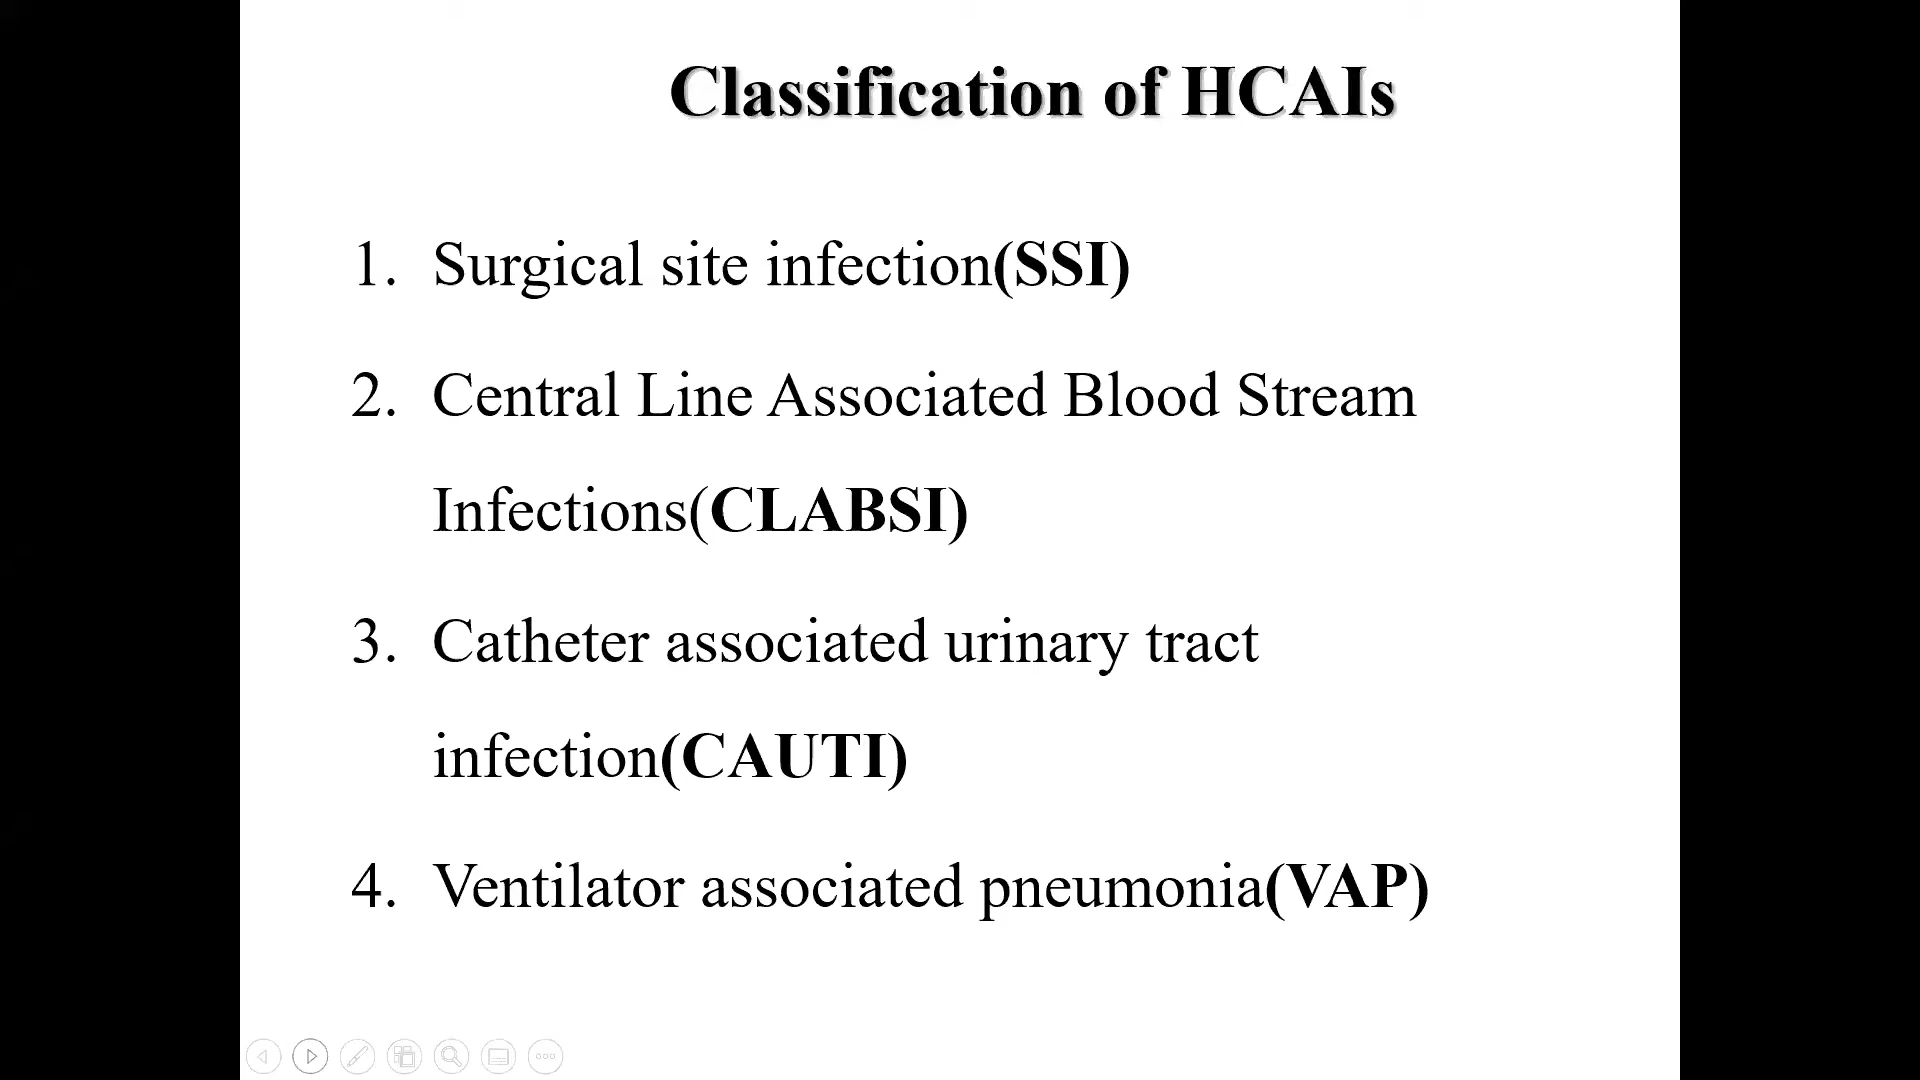 Classification of HCAIs
1. Surgical site infection(SSI)
2. Central Line Associated Blood Stream
Infections(CLABSI)
3. Catheter associated urinary tract
infection(CAUTI)
4. Ventilator associated pneumonia(VAP)